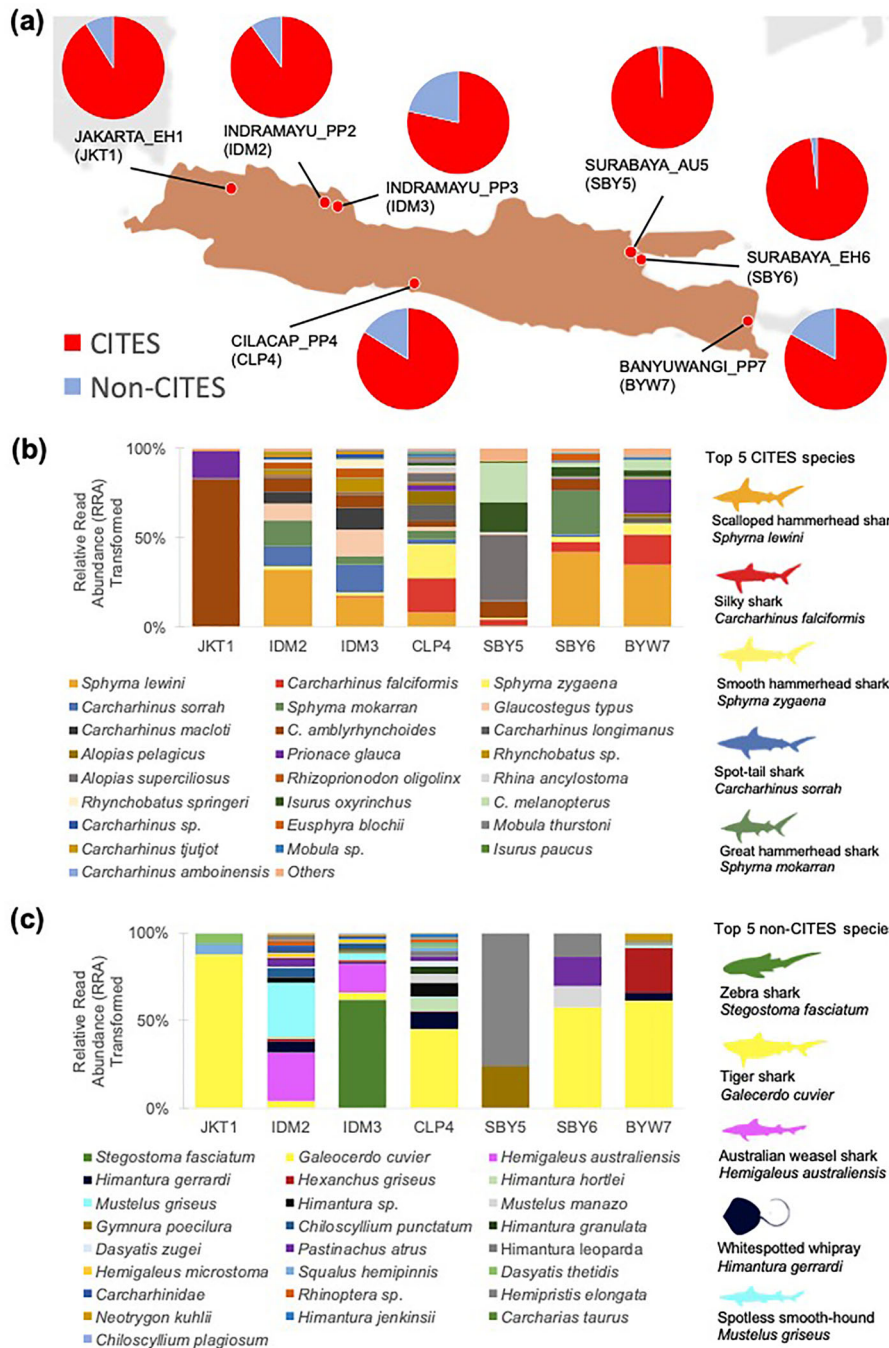 (a)
JAKARTA_EH1
(JKT1)
INDRAMAYU_PP2
(IDM2)
INDRAMAYU_PP3
(IDM3)
SURABAYA_AU5
(SBY5)
SURABAYA_EH6
(SBY6)
CILACAP_PP4
(CLP4)
BANYUWANGI_PP7
(BYW7)
CITES
Non-CITES
(b)
Relative Read
Abundance (RRA)
Transformed
100%
50%
0%
JKT1 IDM2 IDM3 CLP4 SBY5 SBY6 BYW7
Sphyrna lewini Carcharhinus falciformis Sphyrna zygaena
Carcharhinus sorrah Sphyrna mokarran Glaucostegus typus
Carcharhinus macloti C. amblyrhynchoides Carcharhinus longimanus
Alopias pelagicus Prionace glauca Rhynchobatus sp.
Alopias superciliosus Rhizoprionodon oligolinx Rhina ancylostoma
Rhynchobatus springeri Isurus oxyrinchus C. melanopterus
Carcharhinus sp. Eusphyra blochii Mobula thurstoni
Carcharhinus tjutjot Mobula sp. Isurus paucus
Carcharhinus amboinensis Others
Top 5 CITES species
Scalloped hammerhead shar
Sphyrna lewini
Silky shark
Carcharhinus falciformis
Smooth hammerhead shark
Sphyrna zygaena
Spot-tail shark
Carcharhinus sorrah
Great hammerhead shark
Sphyrna mokarran
(c)
Relative Read
Abundance (RRA)
Transformed
100%
50%
0%
JKT1 IDM2 IDM3 CLP4 SBY5 SBY6 BYW7
Stegostoma fasciatum Galeocerdo cuvier Hemigaleus australiensis
Himantura gerrardi Hexanchus griseus Himantura hortlei
Mustelus griseus Himantura sp. Mustelus manazo
Gymnura poecilura Chiloscyllium punctatum Himantura granulata
Dasyatis zugei Pastinachus atrus Himantura leoparda
Hemigaleus microstoma Squalus hemipinnis Dasyatis thetidis
Carcharhinidae Rhinoptera sp. Hemipristis elongata
Neotrygon kuhlii Himantura jenkinsii Carcharias taurus
Chiloscyllium plagiosum
Top 5 non-CITES species
Zebra shark
Stegostoma fasciatum
Tiger shark
Galecerdo cuvier
Australian weasel shark
Hemigaleus australiensis
Whitespotted whipray
Himantura gerrardi
Spotless smooth-hound
Mustelus griseus